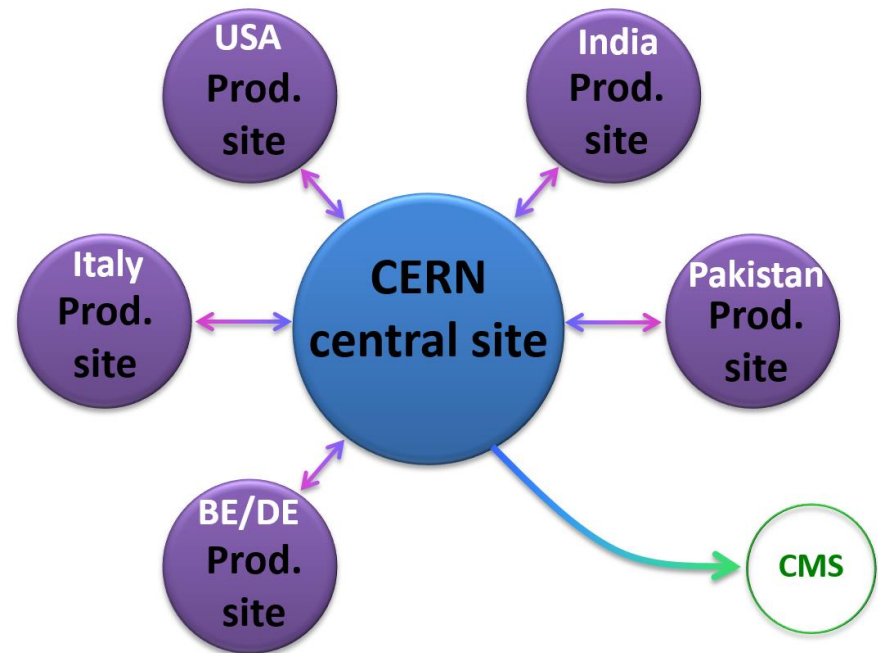 USA
Prod.
site
India
Prod.
site
Italy
Prod.
site
CERN
central site
Pakistan
Prod.
site
BE/DE
Prod.
site
CMS